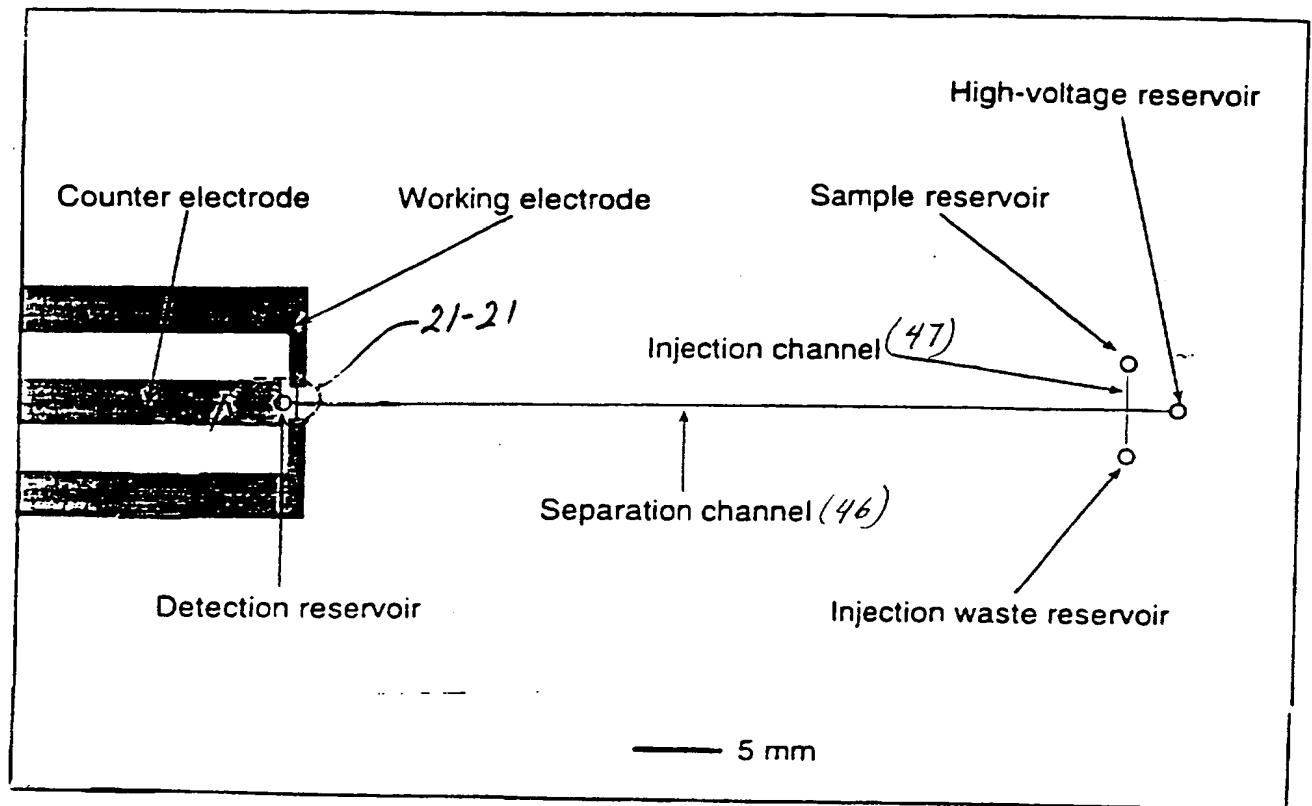 High-voltage reservoir
Counter electrode
Working electrode
Sample reservoir
21-21
Injection channel (47)
Separation channel (46)
Detection reservoir
Injection waste reservoir
5 mm